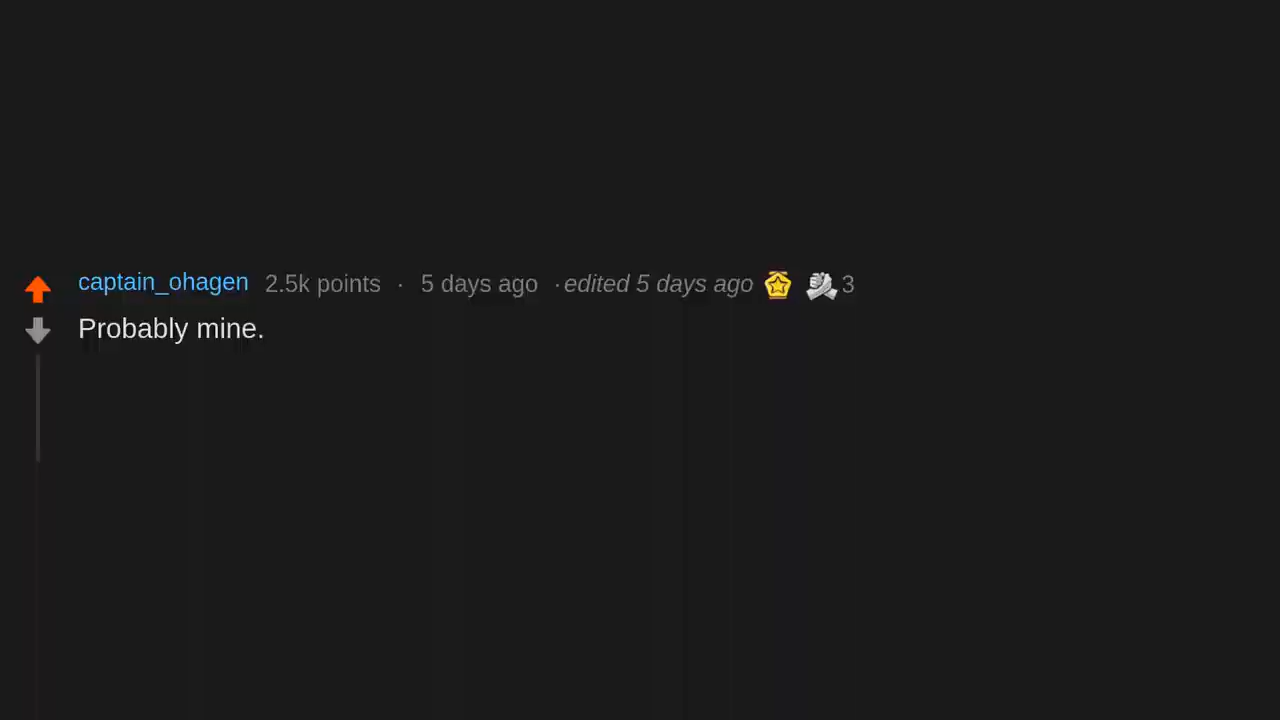 captain_ohagen 2.5k points · 5 days ago · edited 5 days ago 3
Probably mine.